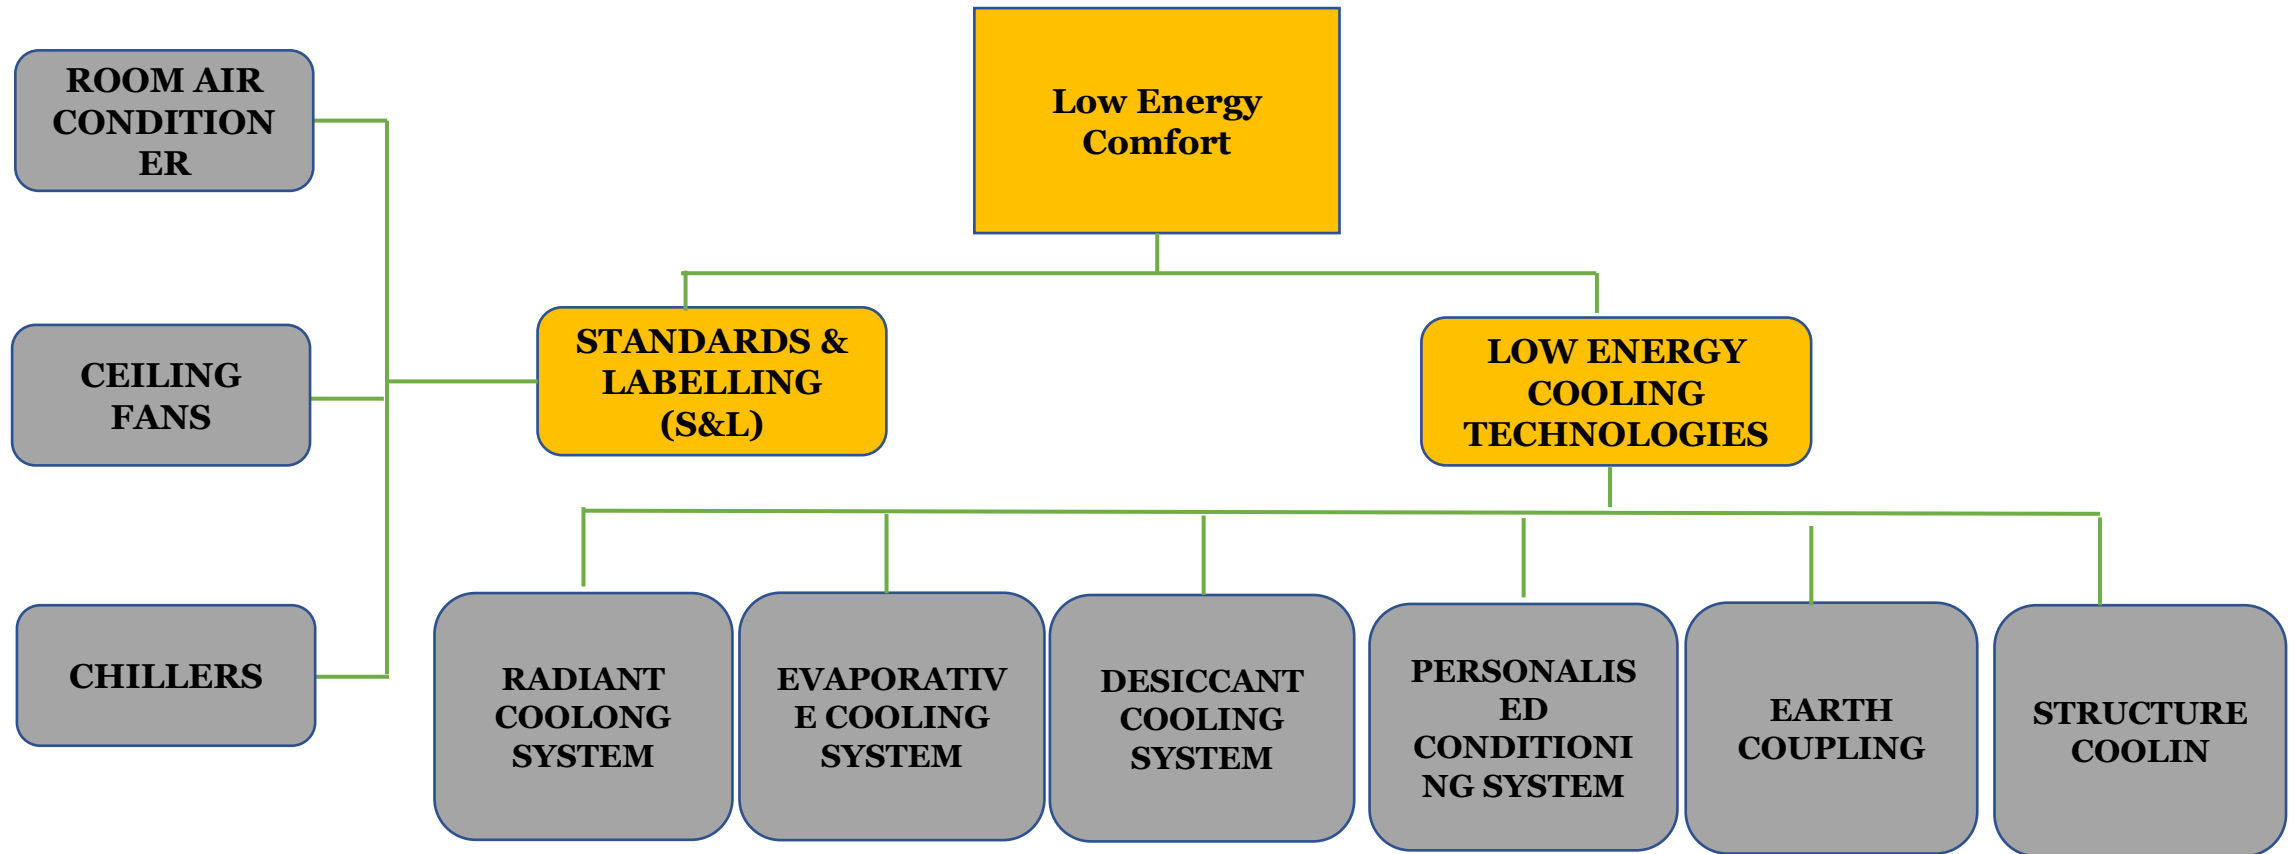 Low Energy
Comfort
ROOM AIR
CONDITION
ER
CEILING
FANS
CHILLERS
STANDARDS &
LABELLING
(S&L)
LOW ENERGY
COOLING
TECHNOLOGIES
RADIANT
COOLONG
SYSTEM
EVAPORATIV
E COOLING
SYSTEM
DESICCANT
COOLING
SYSTEM
PERSONALIS
ED
CONDITIONI
NG SYSTEM
EARTH
COUPLING
STRUCTURE
COOLIN